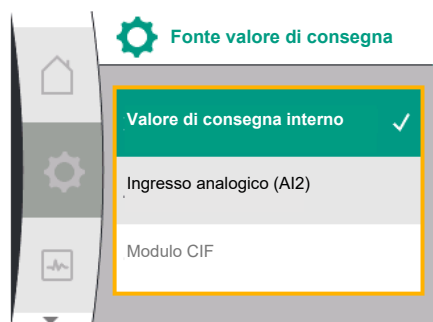 Fonte valore di consegna
Valore di consegna interno
Ingresso analogico (AI2)
Modulo CIF